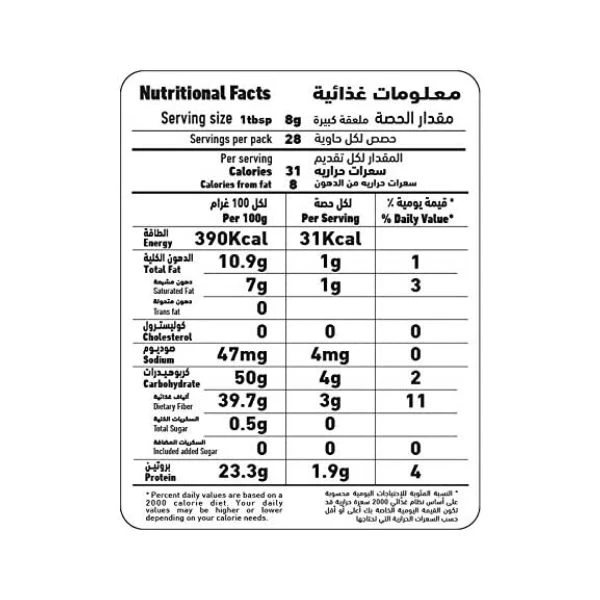 Nutritional Facts معلومات غذائية
Serving size 1tbsp 8g مقدار الحصة ملعقة كبيرة
Servings per pack 28 حصص لكل حاوية
Per serving المقدار لكل تقديم
Calories 31 سعرات حراريه
Calories from fat 8 سعرات حراريه من الدهون
لكل 100 غرام لكل حصة * قيمة يومية %
Per 100g Per Serving % Daily Value*
الطاقة
Energy 390Kcal 31Kcal
الدهون الكلية
Total Fat 10.9g 1g 1
دهون مشبعة
Saturated Fat 7g 1g 3
دهون متحولة
Trans fat 0
كوليسترول
Cholesterol 0 0 0
صوديوم
Sodium 47mg 4mg 0
كربوهيدرات
Carbohydrate 50g 4g 2
ألياف غذائية
Dietary Fiber 39.7g 3g 11
السكريات الكلية
Total Sugar 0.5g 0
السكريات المضافة
Included added Sugar 0 0 0
بروتين
Protein 23.3g 1.9g 4
* Percent daily values are based on a
2000 calorie diet. Your daily
values may be higher or lower
depending on your calorie needs.
* النسبة المئوية للإحتياجات اليومية محسوبة
على أساس نظام غذائي 2000 سعرة حرارية قد
تكون القيمة اليومية الخاصة بك أعلى أو أقل
حسب السعرات الحرارية التي تحتاجها